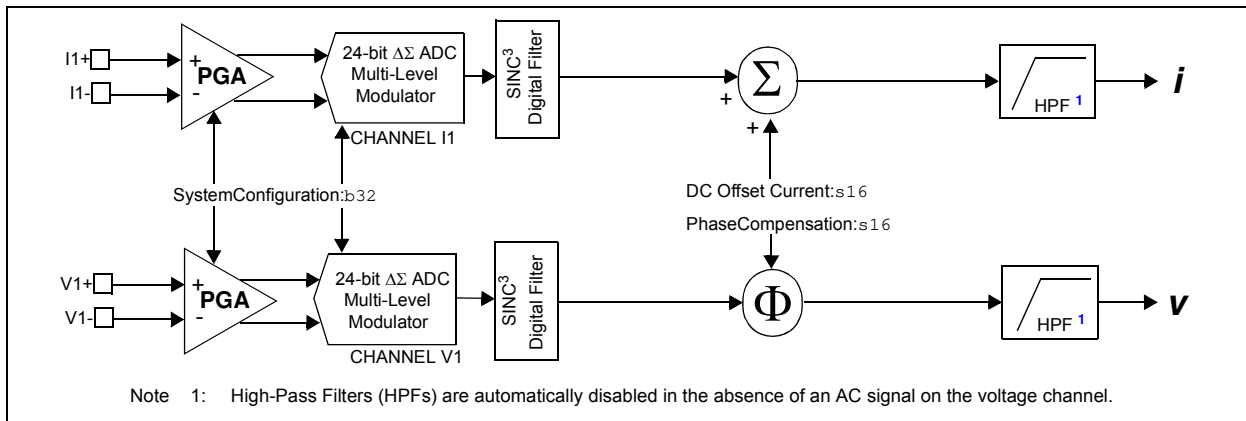 I1+
I1-
+
-
PGA
24-bit ΔΣ ADC
Multi-Level
Modulator
CHANNEL I1
SINC³
Digital Filter
Σ
+
+
HPF 1
i
SystemConfiguration:b32
DC Offset Current:s16
PhaseCompensation:s16
V1+
V1-
+
-
PGA
24-bit ΔΣ ADC
Multi-Level
Modulator
CHANNEL V1
SINC³
Digital Filter
Φ
HPF 1
v
Note 1: High-Pass Filters (HPFs) are automatically disabled in the absence of an AC signal on the voltage channel.